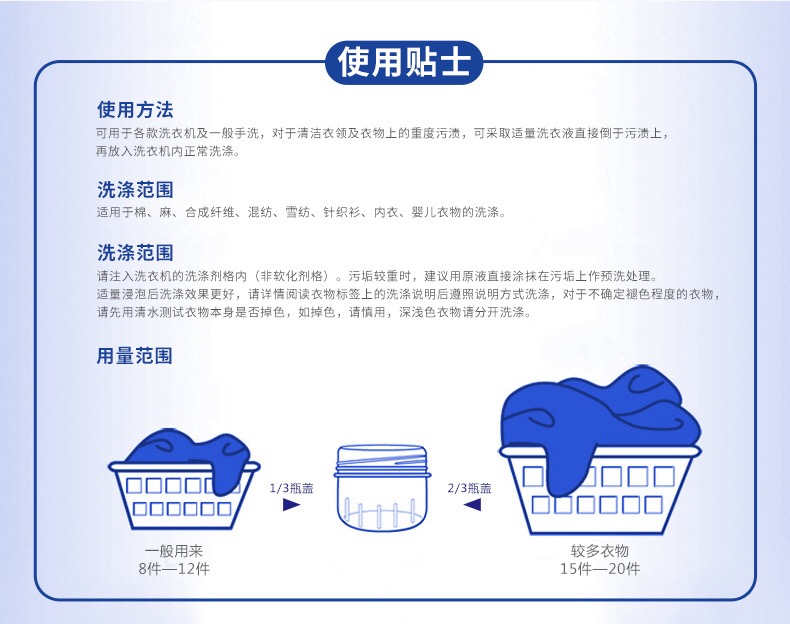 使用贴士
使用方法
可用于各款洗衣机及一般手洗，对于清洁衣领及衣物上的重度污渍，可采取适量洗衣液直接倒于污渍上，
再放入洗衣机内正常洗涤。
洗涤范围
适用于棉、麻、合成纤维、混纺、雪纺、针织衫、内衣、婴儿衣物的洗涤。
洗涤范围
请注入洗衣机的洗涤剂格内（非软化剂格）。污垢较重时，建议用原液直接涂抹在污垢上作预洗处理。
适量浸泡后洗涤效果更好，请详情阅读衣物标签上的洗涤说明后遵照说明方式洗涤，对于不确定褪色程度的衣物，
请先用清水测试衣物本身是否掉色，如掉色，请慎用，深浅色衣物请分开洗涤。
用量范围
1/3瓶盖
2/3瓶盖
一般用来
8件—12件
较多衣物
15件—20件